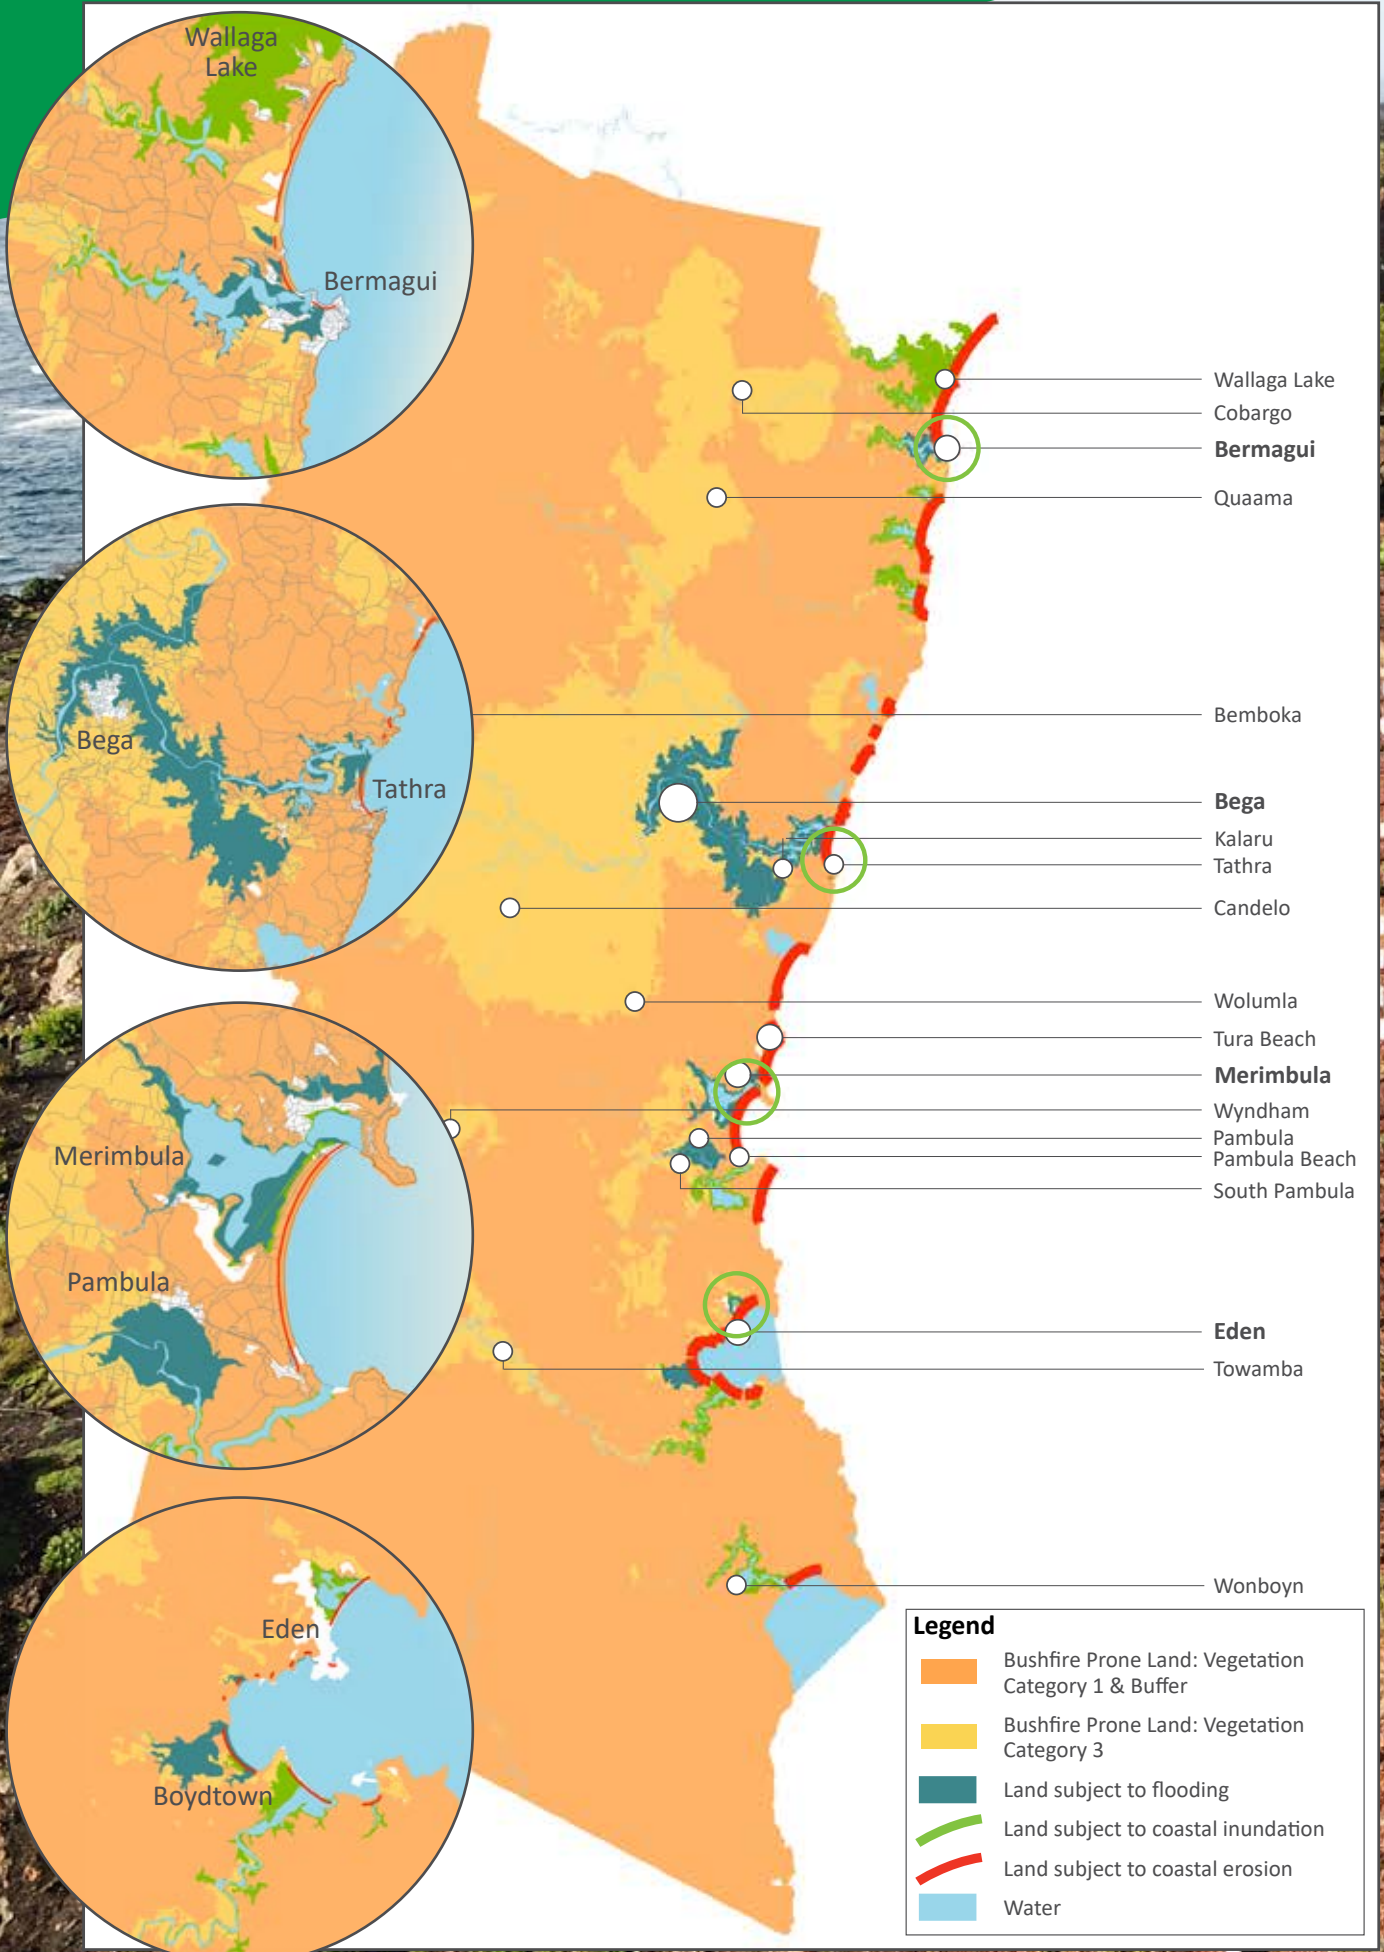 Wallaga
Lake
Bermagui
Bega
Tathra
Merimbula
Pambula
Eden
Boydtown
Wallaga Lake
Cobargo
Bermagui
Quaama
Bemboka
Bega
Kalaru
Tathra
Candelo
Wolumla
Tura Beach
Merimbula
Wyndham
Pambula
Pambula Beach
South Pambula
Eden
Towamba
Wonboyn
Legend
Bushfire Prone Land: Vegetation
Category 1 & Buffer
Bushfire Prone Land: Vegetation
Category 3
Land subject to flooding
Land subject to coastal inundation
Land subject to coastal erosion
Water